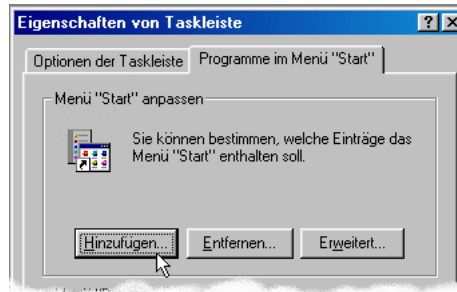 Eigenschaften von Taskleiste
Optionen der Taskleiste
Programme im Menü "Start"
Menü "Start" anpassen
Sie können bestimmen, welche Einträge das
Menü "Start" enthalten soll.
Hinzufügen...
Entfernen...
Erweitert...